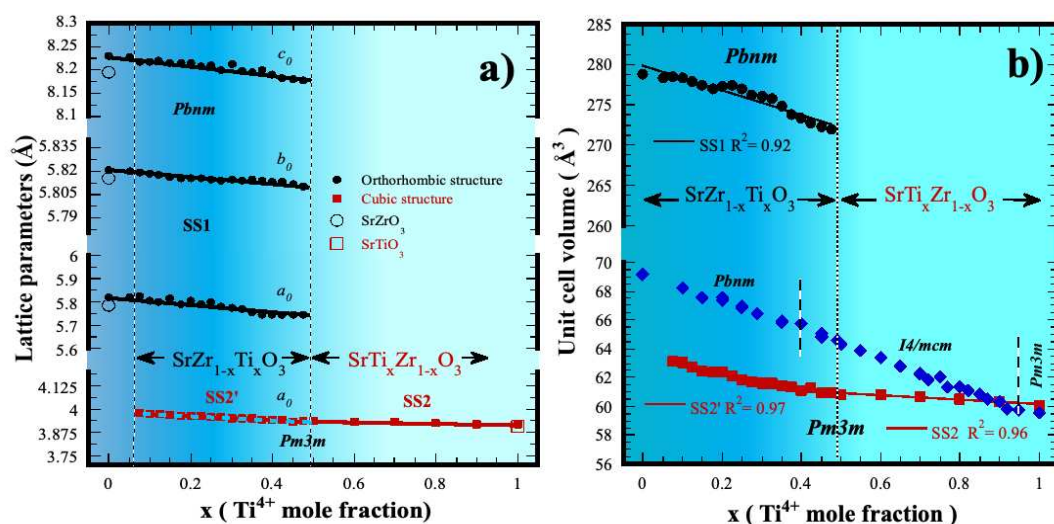 a)
Lattice parameters (Å)
8.3
8.25
8.2
8.15
8.1
5.835
5.82
5.805
5.79
6
5.8
5.7
5.6
4.125
4
3.875
3.75
c₀
Pbnm
b₀
SS1
Orthorhombic structure
Cubic structure
SrZrO₃
SrTiO₃
a₀
SrZr₁₋ₓTiₓO₃ SrTiₓZr₁₋ₓO₃
SS2' a₀ SS2
Pm3m
0 0.2 0.4 0.6 0.8 1
x ( Ti⁴⁺ mole fraction)
b)
Unit cell volume ( Å³)
285
280
275
270
265
260
70
68
66
64
62
60
58
56
Pbnm
SS1 R²= 0.92
SrZr₁₋ₓTiₓO₃ SrTiₓZr₁₋ₓO₃
Pbnm
I4/mcm
Pm3m
SS2' R²= 0.97
Pm3m
SS2 R²= 0.96
0 0.2 0.4 0.6 0.8 1
x ( Ti⁴⁺ mole fraction )